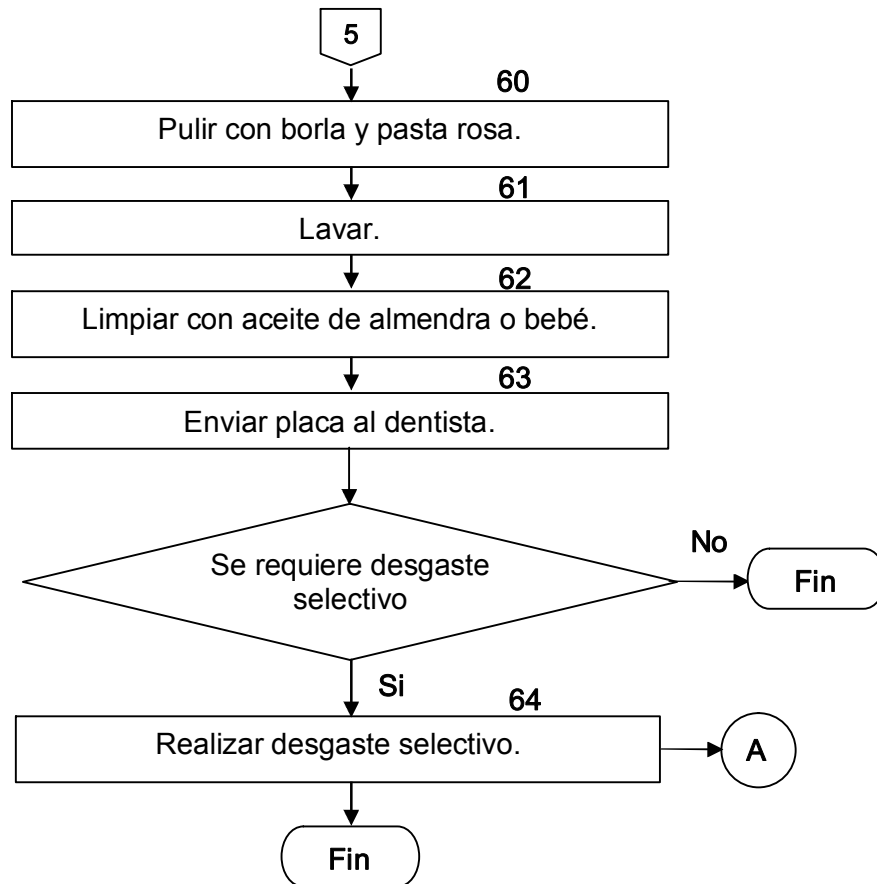 5
60
Pulir con borla y pasta rosa.
61
Lavar.
62
Limpiar con aceite de almendra o bebé.
63
Enviar placa al dentista.
Se requiere desgaste
selectivo
No
Fin
Si
64
Realizar desgaste selectivo.
A
Fin